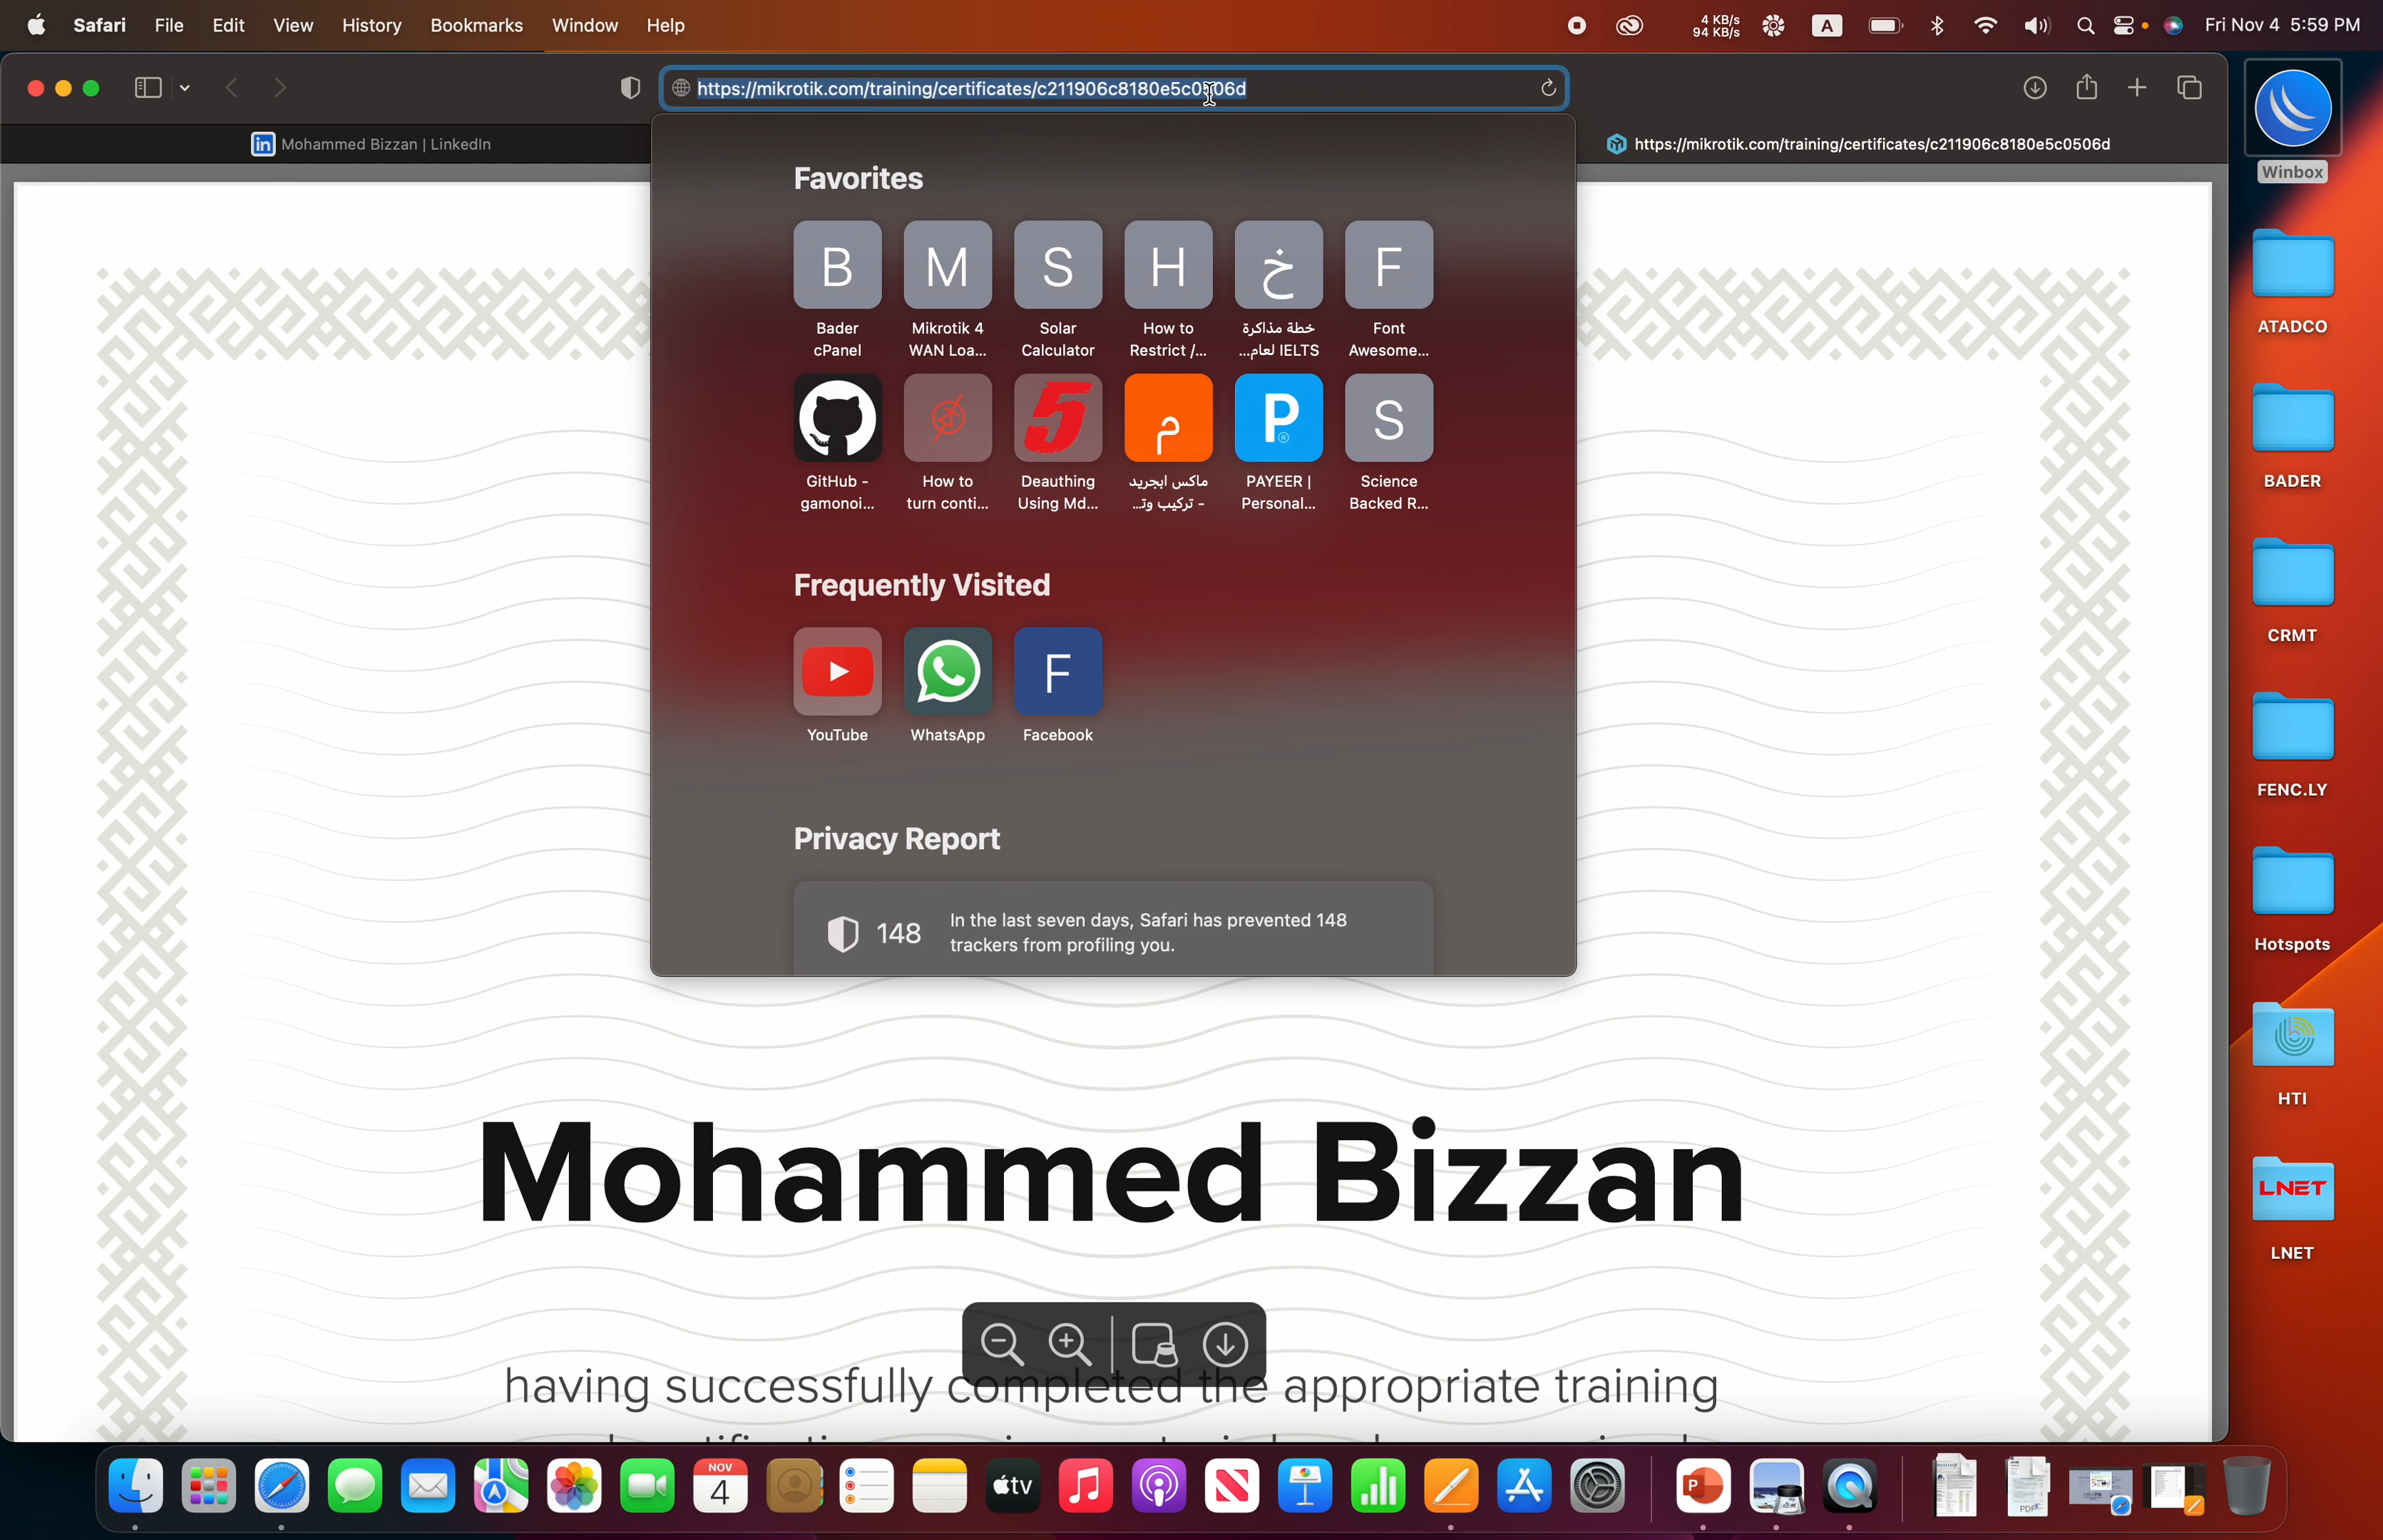 Safari File Edit View History Bookmarks Window Help
4 KB/s
94 KB/s
A
Fri Nov 4 5:59 PM
https://mikrotik.com/training/certificates/c211906c8180e5c0506d
Mohammed Bizzan | LinkedIn
https://mikrotik.com/training/certificates/c211906c8180e5c0506d
Favorites
B M S H خ F
Bader
cPanel
Mikrotik 4
WAN Loa...
Solar
Calculator
How to
Restrict /...
خطة مذاكرة
IELTS لعام...
Font
Awesome...
5 م P S
GitHub -
gamonoi...
How to
turn conti...
Deauthing
Using Md...
ماكس ابجريد
- تركيب وتـ...
PAYEER |
Personal...
Science
Backed R...
Frequently Visited
F
YouTube
WhatsApp
Facebook
Privacy Report
148
In the last seven days, Safari has prevented 148
trackers from profiling you.
Mohammed Bizzan
having successfully completed the appropriate training
Winbox
ATADCO
BADER
CRMT
FENC.LY
Hotspots
HTI
LNET
LNET
NOV
4
tv
P
PDF